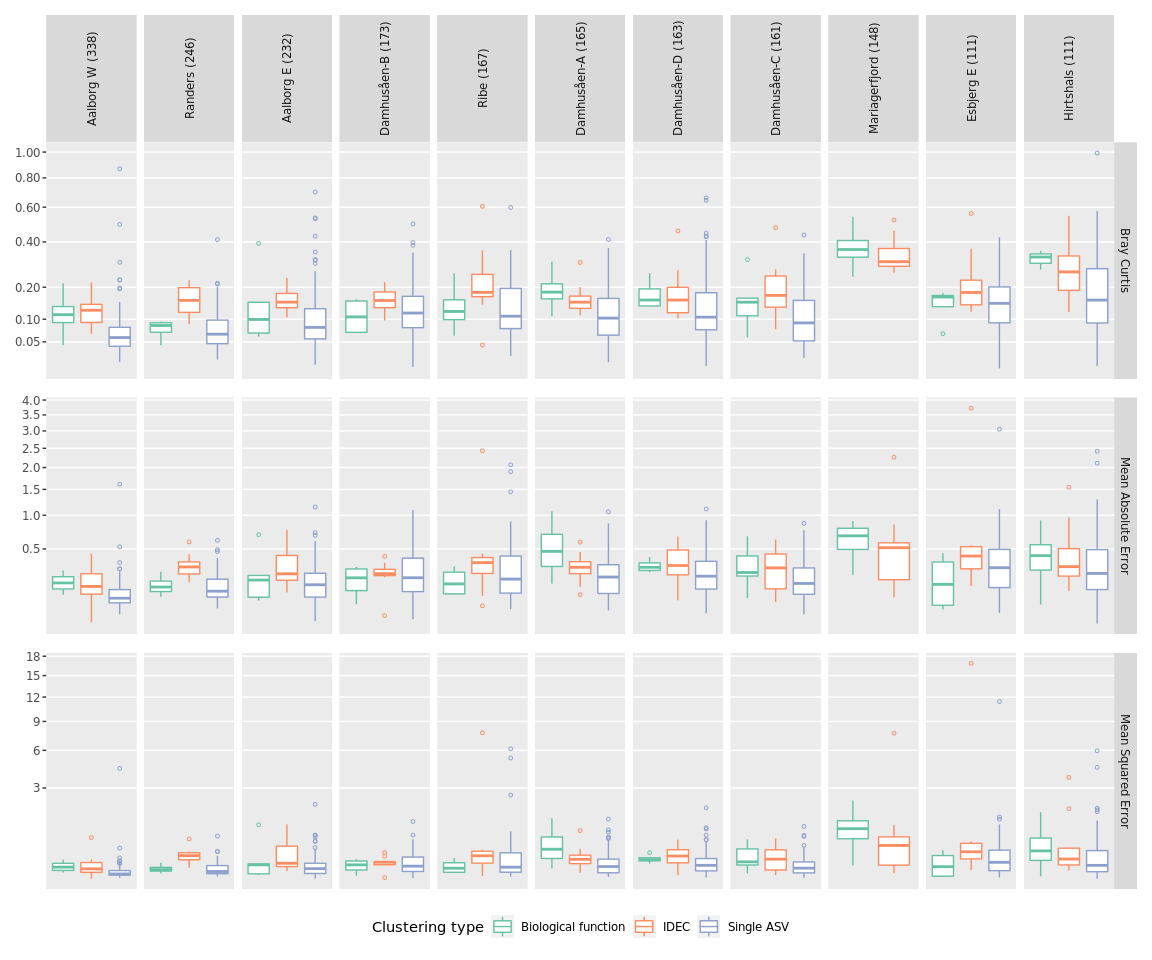 Aalborg W (338)
Randers (246)
Aalborg E (232)
Damhusåen-B (173)
Ribe (167)
Damhusåen-A (165)
Damhusåen-D (163)
Damhusåen-C (161)
Mariagerfjord (148)
Esbjerg E (111)
Hirtshals (111)
1.00
0.80
0.60
0.40
0.20
0.10
0.05
Bray Curtis
4.0
3.5
3.0
2.5
2.0
1.5
1.0
0.5
Mean Absolute Error
18
15
12
9
6
3
Mean Squared Error
Clustering type Biological function IDEC Single ASV